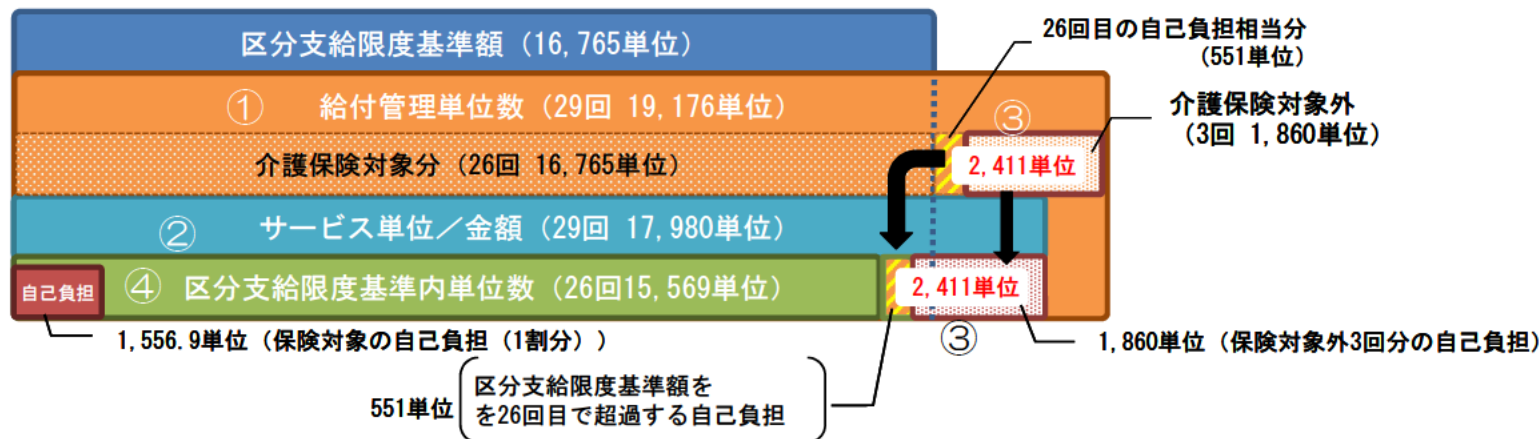 区分支給限度基準額（16,765単位）
26回目の自己負担相当分
（551単位）
① 給付管理単位数（29回 19,176単位）
③
介護保険対象外
（3回 1,860単位）
介護保険対象分（26回 16,765単位）
2,411単位
② サービス単位／金額（29回 17,980単位）
自己負担
④ 区分支給限度基準内単位数（26回15,569単位）
2,411単位
1,556.9単位（保険対象の自己負担（1割分））
③
1,860単位（保険対象外3回分の自己負担）
551単位
区分支給限度基準額を
を26回目で超過する自己負担